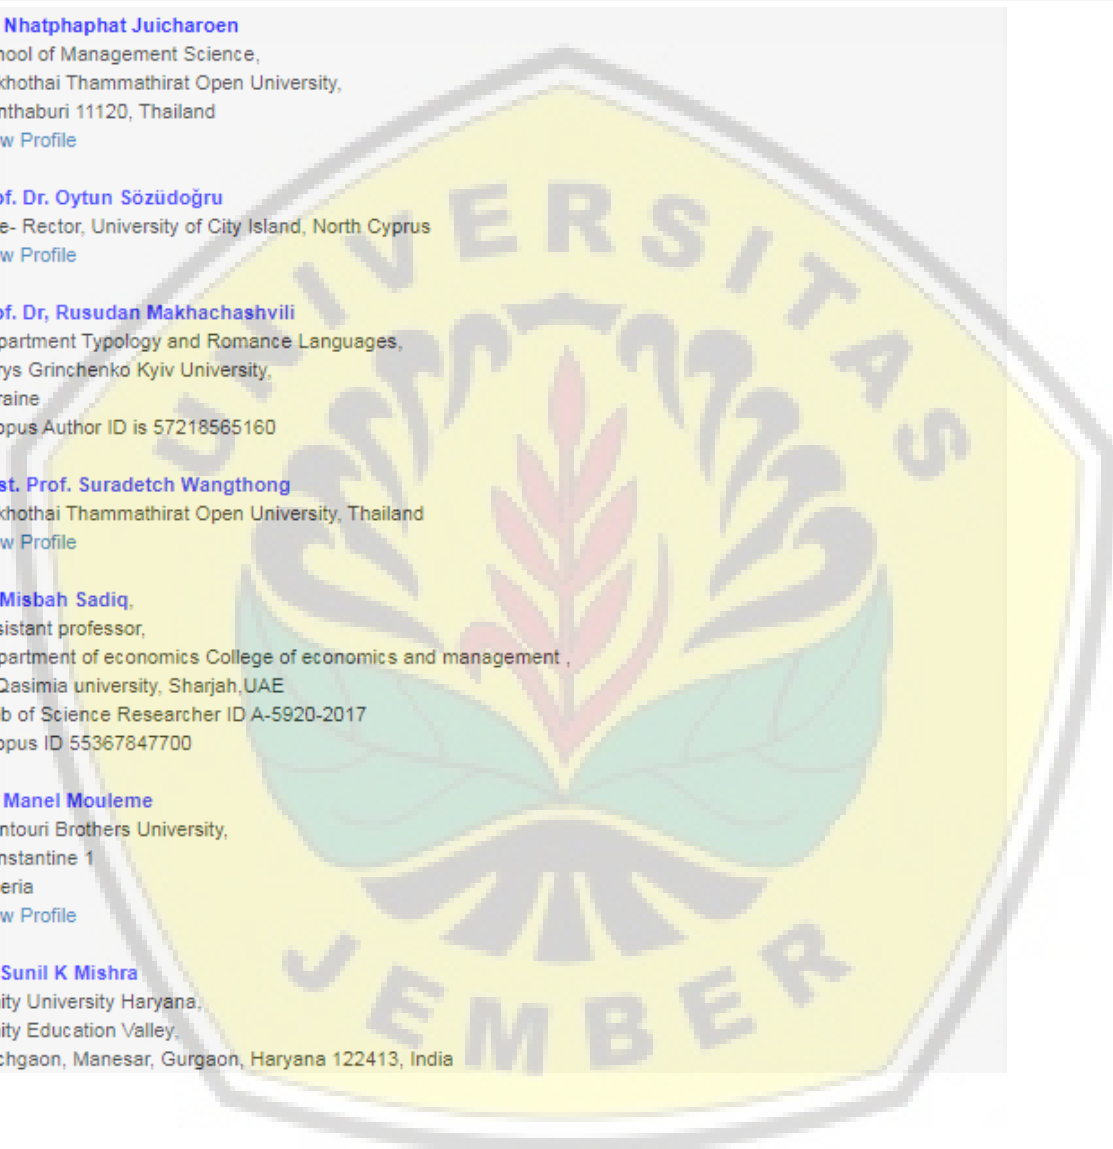 Nhatphaphat Juicharoen
hool of Management Science,
khothai Thammathirat Open University,
nthaburi 11120, Thailand
w Profile
of. Dr. Oytun Sözüdoğru
e- Rector, University of City Island, North Cyprus
w Profile
of. Dr, Rusudan Makhachashvili
partment Typology and Romance Languages,
rys Grinchenko Kyiv University,
raine
opus Author ID is 57218565160
st. Prof. Suradetch Wangthong
khothai Thammathirat Open University, Thailand
w Profile
Misbah Sadiq,
sistant professor,
partment of economics College of economics and management ,
Qasimia university, Sharjah,UAE
b of Science Researcher ID A-5920-2017
opus ID 55367847700
Manel Mouleme
ntouri Brothers University,
nstantine 1
eria
w Profile
Sunil K Mishra
ity University Haryana,
ity Education Valley,
chgaon, Manesar, Gurgaon, Haryana 122413, India
UNIVERSITAS
JEMBER